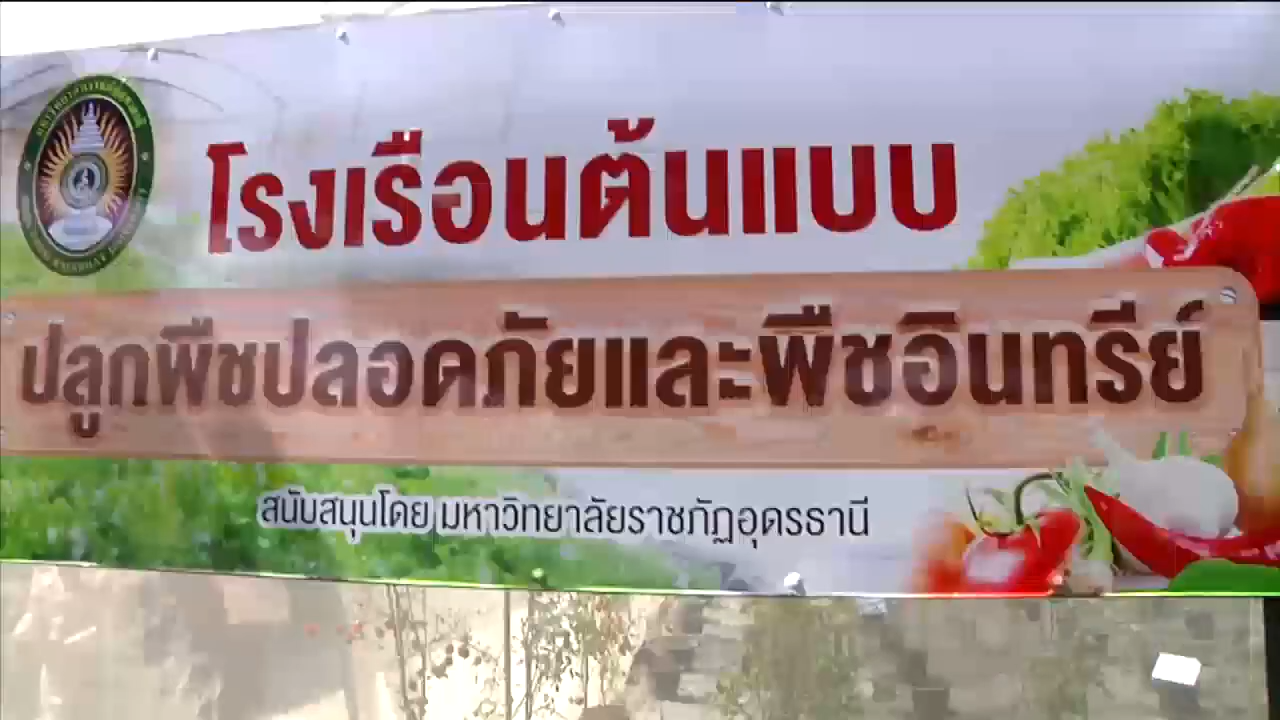 โรงเรือนต้นแบบ
ปลูกพืชปลอดภัยและพืชอินทรีย์
สนับสนุนโดย มหาวิทยาลัยราชภัฏอุดรธานี